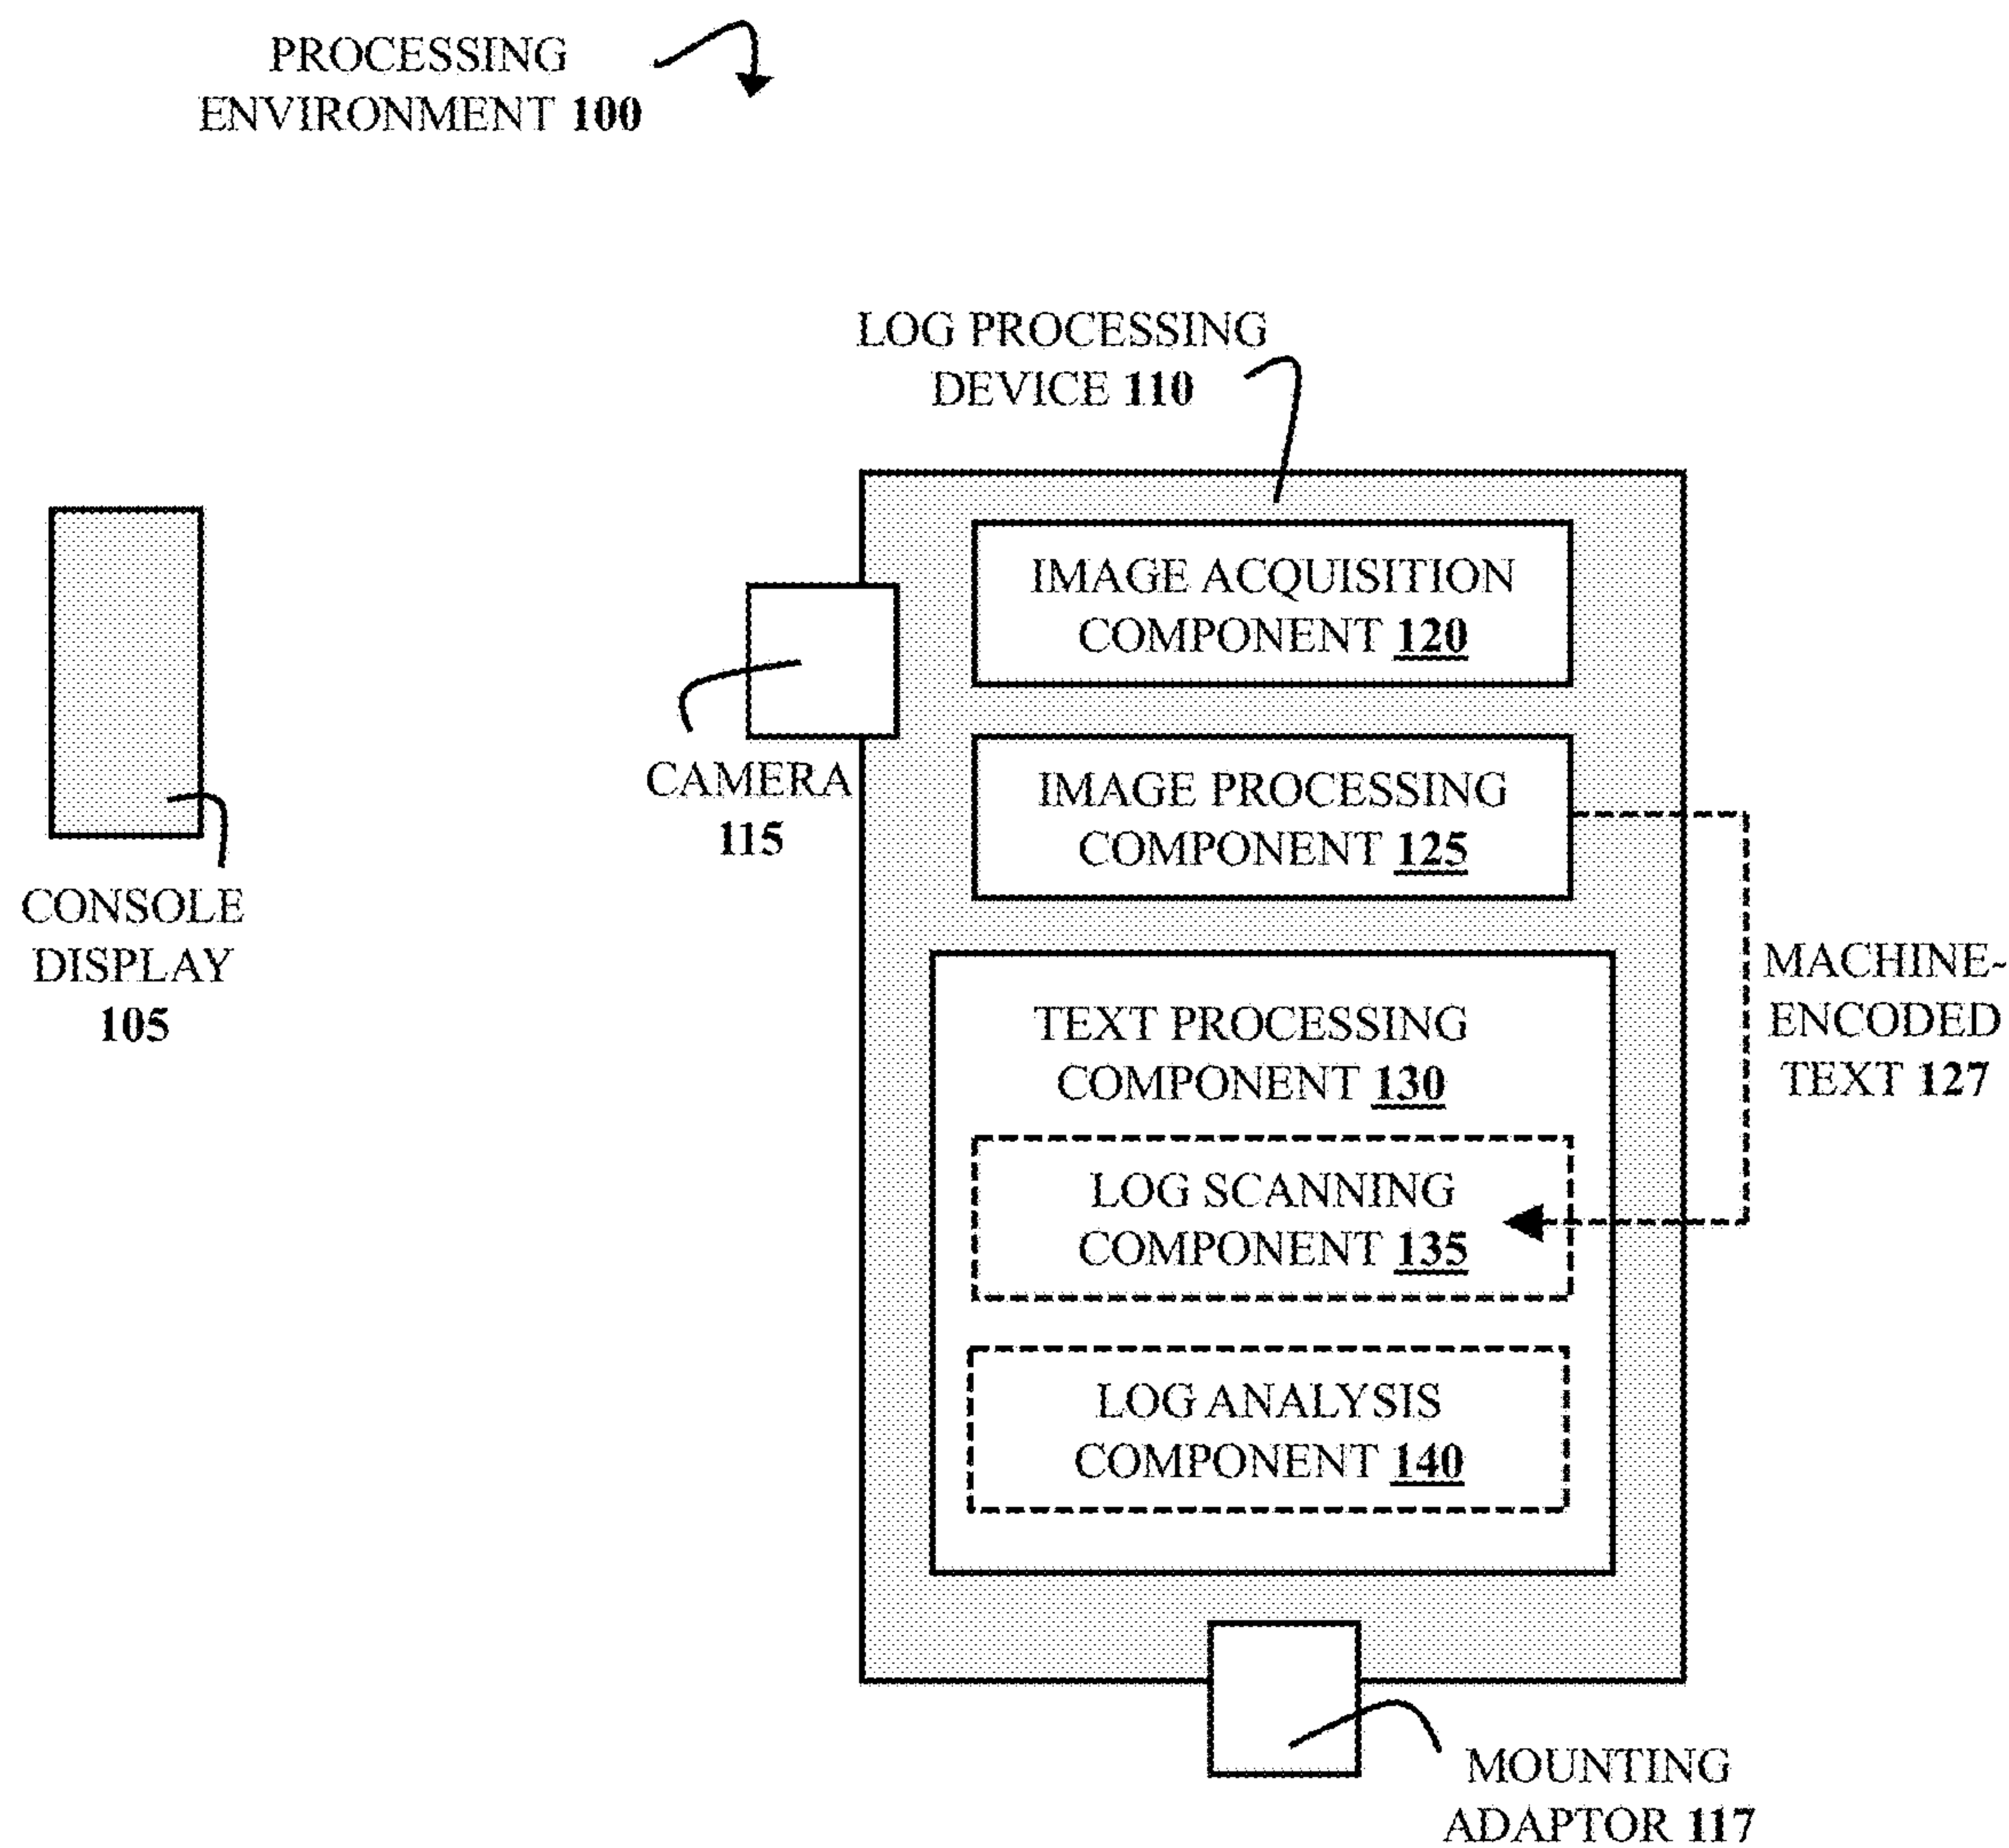 PROCESSING
ENVIRONMENT 100
LOG PROCESSING
DEVICE 110
IMAGE ACQUISITION
COMPONENT 120
CAMERA
115
IMAGE PROCESSING
COMPONENT 125
CONSOLE
DISPLAY
105
MACHINE-
ENCODED
TEXT 127
TEXT PROCESSING
COMPONENT 130
LOG SCANNING
COMPONENT 135
LOG ANALYSIS
COMPONENT 140
MOUNTING
ADAPTOR 117